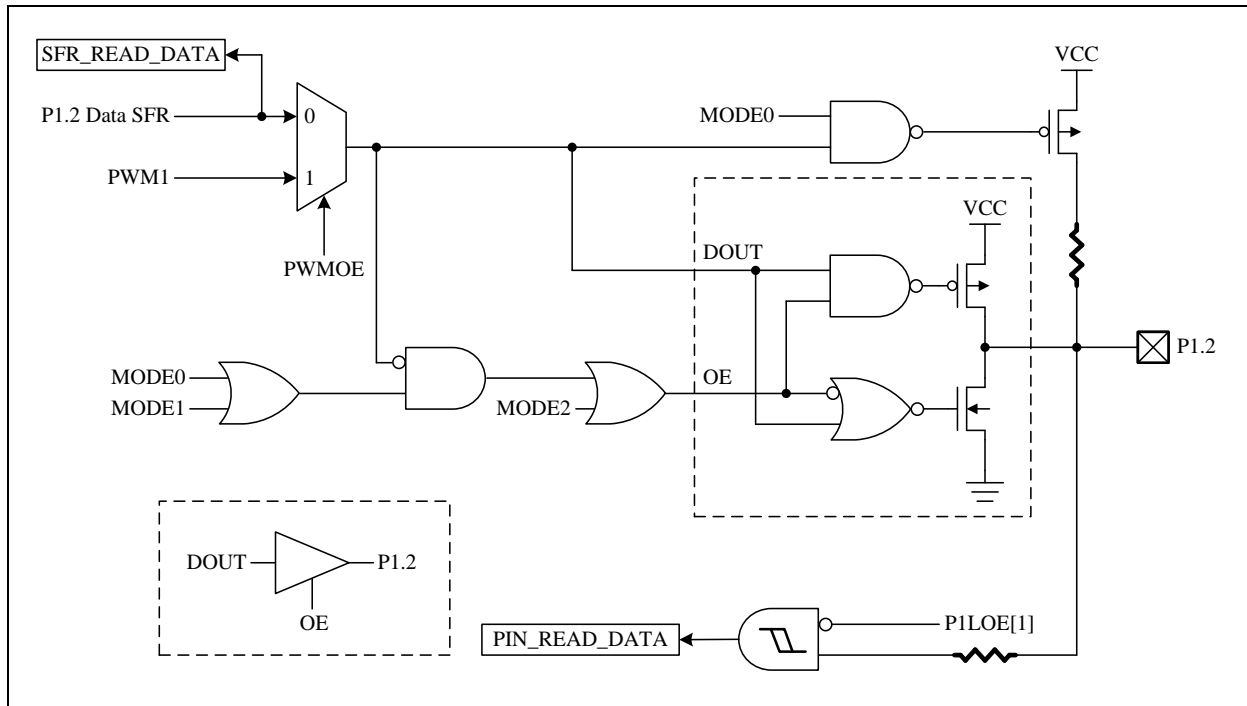 SFR_READ_DATA
VCC
P1.2 Data SFR
0
MODE0
PWM1
1
VCC
DOUT
PWMOE
P1.2
MODE0
OE
MODE1
MODE2
DOUT
P1.2
OE
P1LOE[1]
PIN_READ_DATA